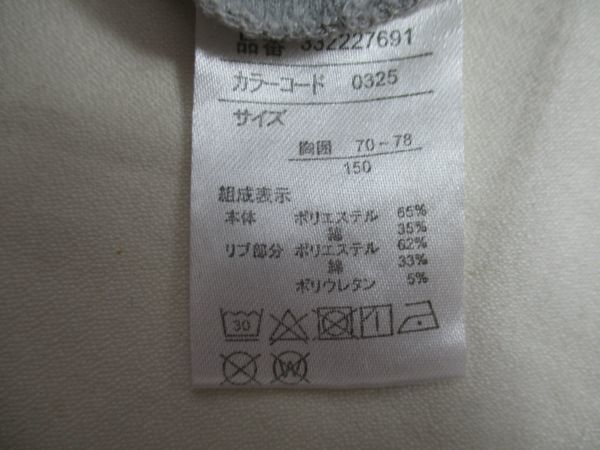 品番 332227691
カラーコード 0325
サイズ
胸囲 70~78
150
組成表示
本体 ポリエステル 65%
綿 35%
リブ部分 ポリエステル 62%
綿 33%
ポリウレタン 5%
30
W